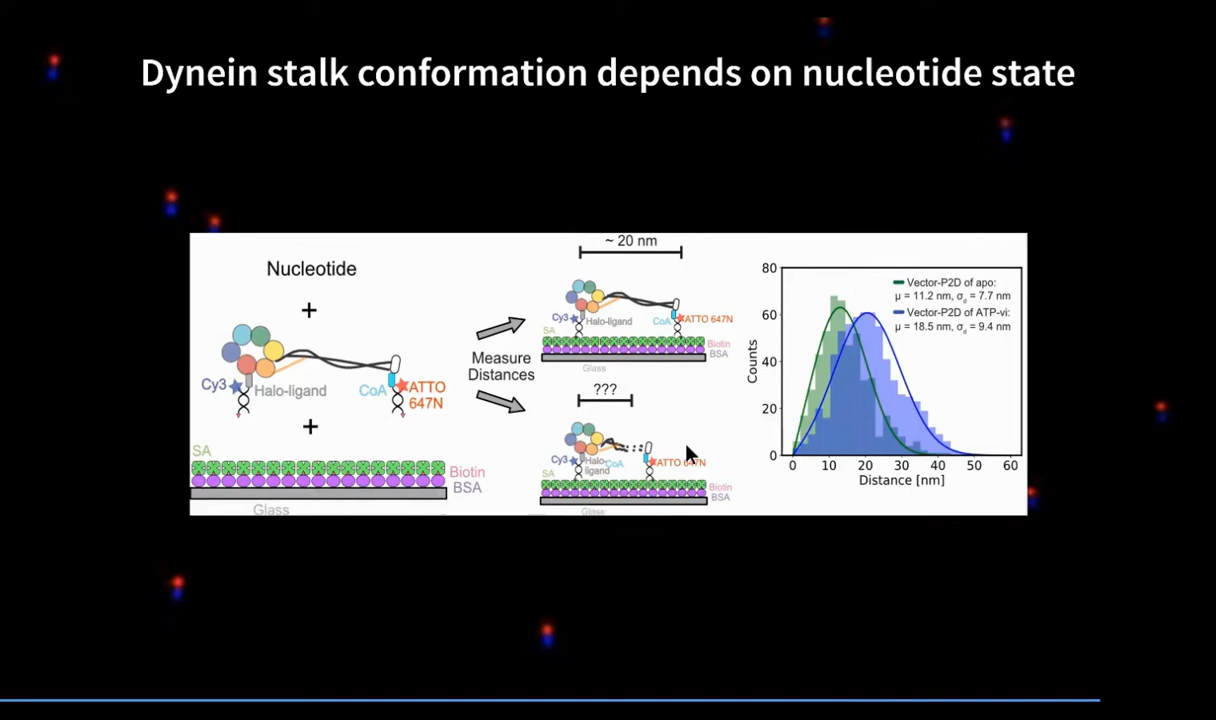 Dynein stalk conformation depends on nucleotide state
Nucleotide
+
Cy3
Halo-ligand
CoA
ATTO
647N
+
SA
Biotin
BSA
Glass
Measure
Distances
~ 20 nm
Cy3
Halo-ligand
CoA
ATTO 647N
SA
Biotin
BSA
Glass
???
Cy3
Halo-
ligand
CoA
ATTO 647N
SA
Biotin
BSA
Glass
Vector-P2D of apo:
μ = 11.2 nm, σd = 7.7 nm
Vector-P2D of ATP-vi:
μ = 18.5 nm, σd = 9.4 nm
Counts
80
60
40
20
0
0 10 20 30 40 50 60
Distance [nm]